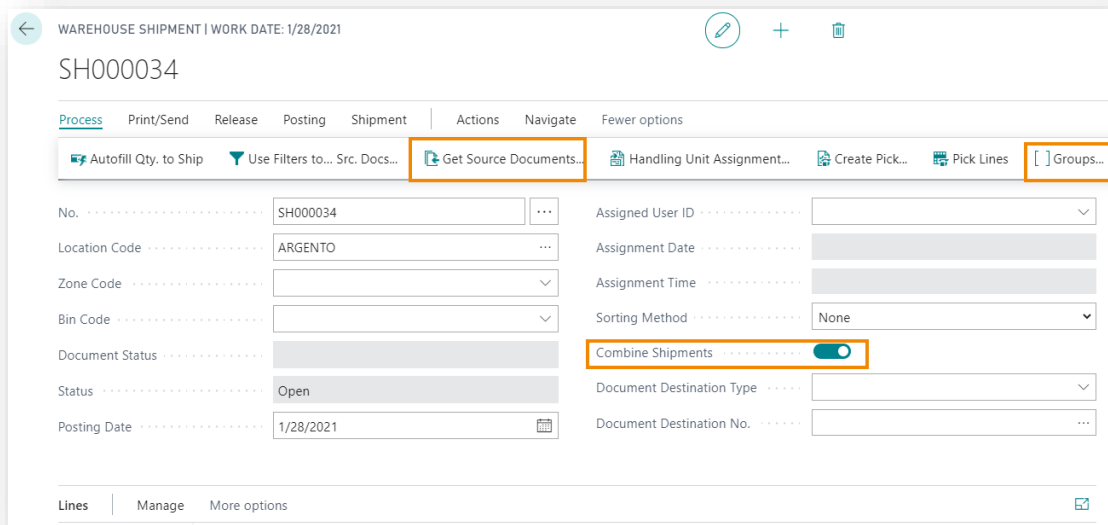 WAREHOUSE SHIPMENT | WORK DATE: 1/28/2021
SH000034
Process Print/Send Release Posting Shipment Actions Navigate Fewer options
Autofill Qty. to Ship Use Filters to... Src. Docs... Get Source Documents... Handling Unit Assignment... Create Pick... Pick Lines [ ] Groups...
No. SH000034 ...
Assigned User ID
Location Code ARGENTO ...
Assignment Date
Zone Code
Assignment Time
Bin Code
Sorting Method None
Document Status
Combine Shipments
Status Open
Document Destination Type
Posting Date 1/28/2021
Document Destination No. ...
Lines Manage More options